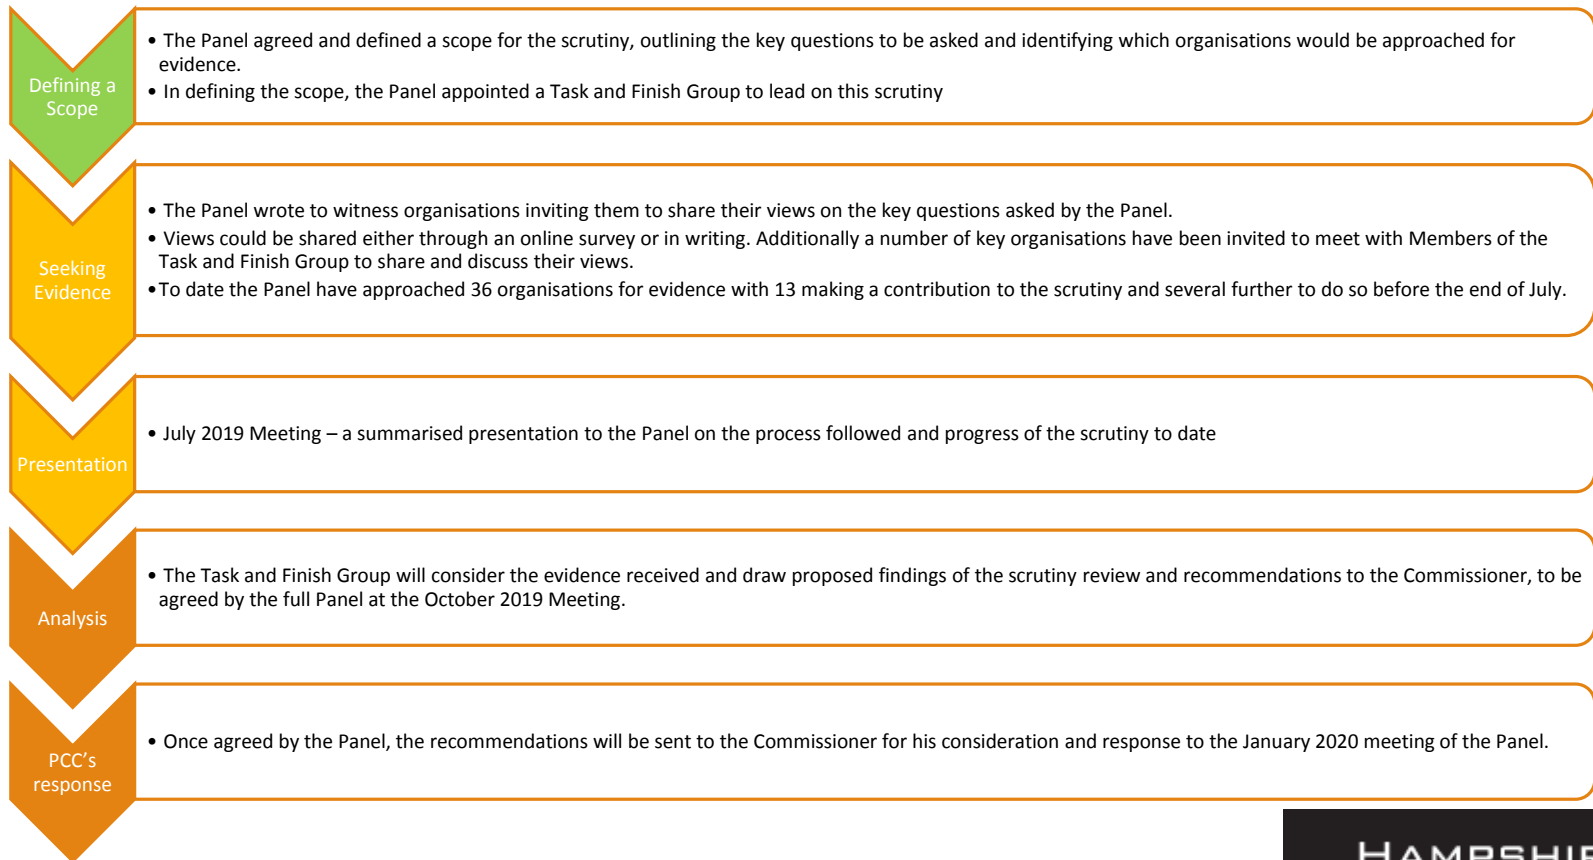 Defining a
Scope
• The Panel agreed and defined a scope for the scrutiny, outlining the key questions to be asked and identifying which organisations would be approached for
evidence.
• In defining the scope, the Panel appointed a Task and Finish Group to lead on this scrutiny
Seeking
Evidence
• The Panel wrote to witness organisations inviting them to share their views on the key questions asked by the Panel.
• Views could be shared either through an online survey or in writing. Additionally a number of key organisations have been invited to meet with Members of the
Task and Finish Group to share and discuss their views.
•To date the Panel have approached 36 organisations for evidence with 13 making a contribution to the scrutiny and several further to do so before the end of July.
Presentation
• July 2019 Meeting – a summarised presentation to the Panel on the process followed and progress of the scrutiny to date
Analysis
• The Task and Finish Group will consider the evidence received and draw proposed findings of the scrutiny review and recommendations to the Commissioner, to be
agreed by the full Panel at the October 2019 Meeting.
PCC's
response
• Once agreed by the Panel, the recommendations will be sent to the Commissioner for his consideration and response to the January 2020 meeting of the Panel.